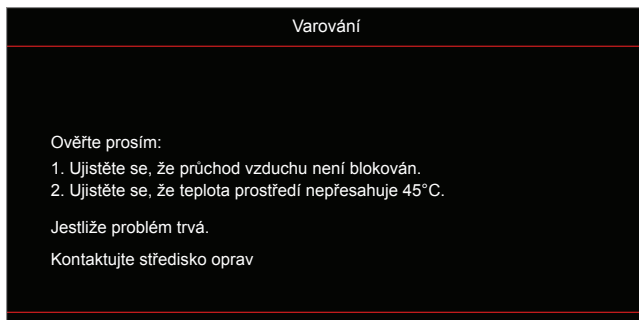 Varování
Ověřte prosím:
1. Ujistěte se, že průchod vzduchu není blokován.
2. Ujistěte se, že teplota prostředí nepřesahuje 45°C.
Jestliže problém trvá.
Kontaktujte středisko oprav